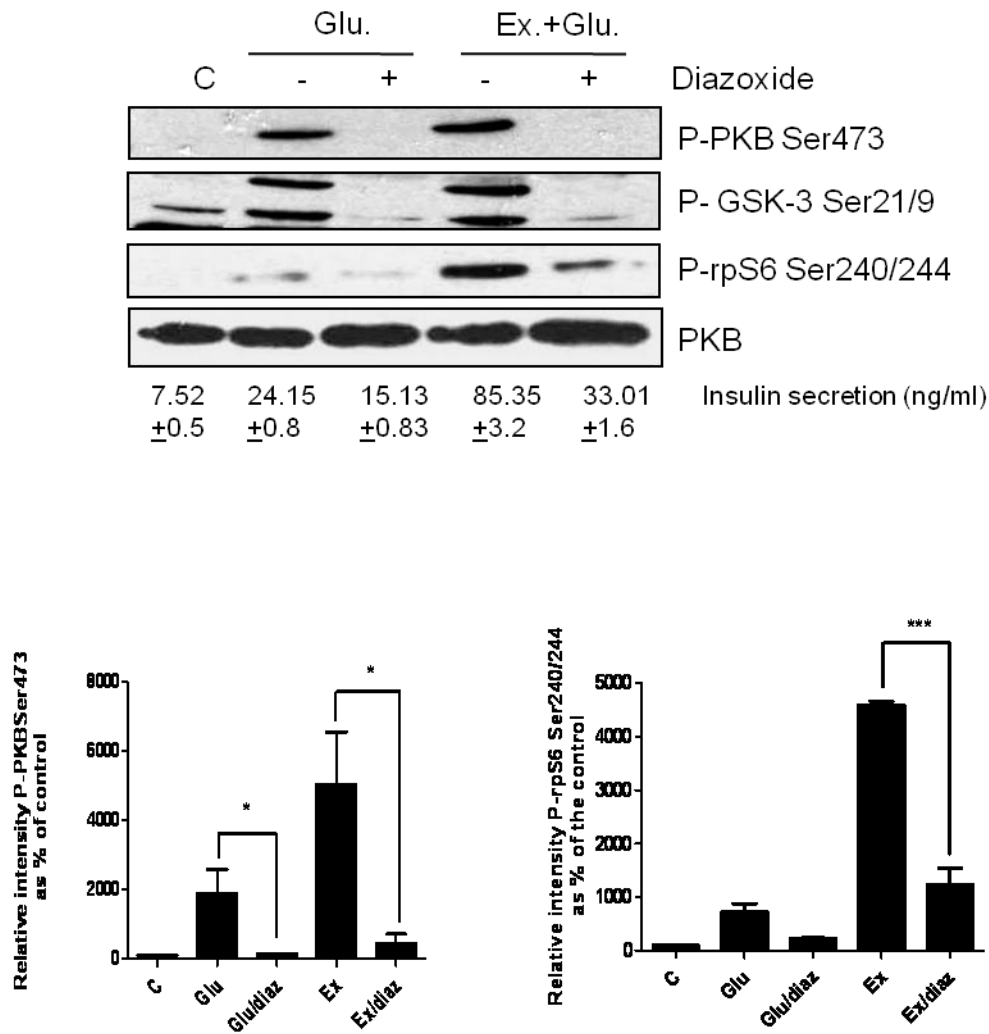 Glu. Ex.+Glu.
C - + - + Diazoxide
P-PKB Ser473
P- GSK-3 Ser21/9
P-rpS6 Ser240/244
PKB
7.52 24.15 15.13 85.35 33.01 Insulin secretion (ng/ml)
±0.5 ±0.8 ±0.83 ±3.2 ±1.6
Relative intensity P-PKBSer473
as % of control
8000
6000
4000
2000
0
*
*
C Glu Glu/diaz Ex Ex/diaz
Relative intensity P-rpS6 Ser240/244
as % of the control
5000
4000
3000
2000
1000
0
***
C Glu Glu/diaz Ex Ex/diaz